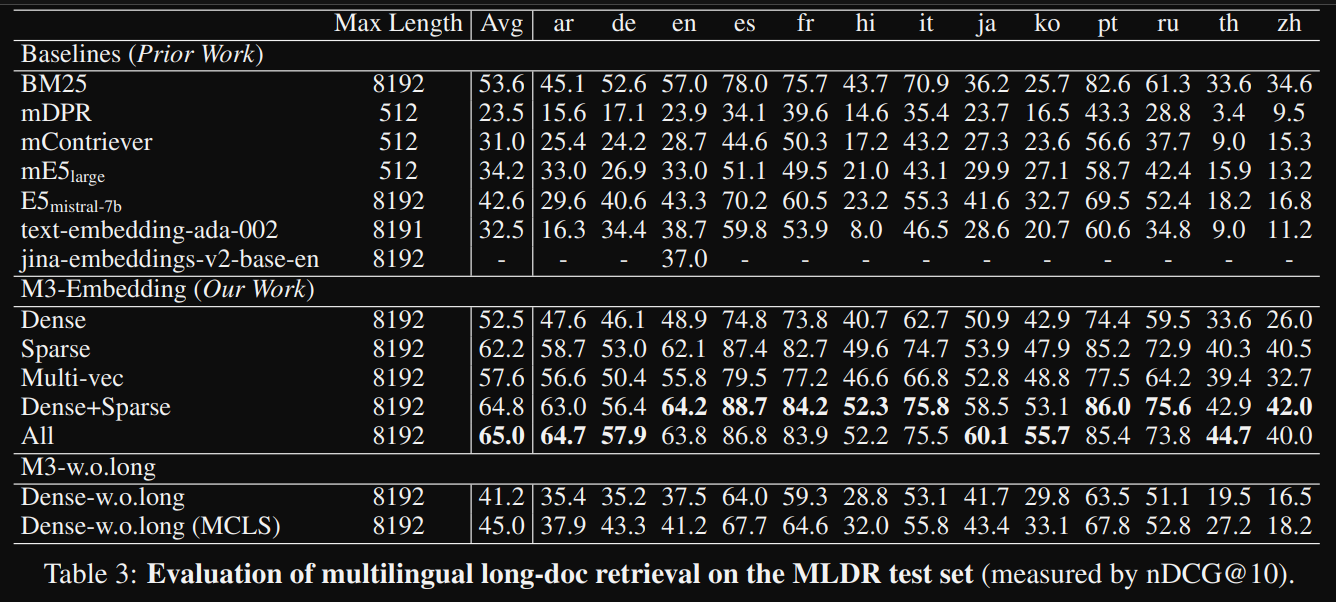 Max Length Avg ar de en es fr hi it ja ko pt ru th zh
Baselines (Prior Work)
BM25 8192 53.6 45.1 52.6 57.0 78.0 75.7 43.7 70.9 36.2 25.7 82.6 61.3 33.6 34.6
mDPR 512 23.5 15.6 17.1 23.9 34.1 39.6 14.6 35.4 23.7 16.5 43.3 28.8 3.4 9.5
mContriever 512 31.0 25.4 24.2 28.7 44.6 50.3 17.2 43.2 27.3 23.6 56.6 37.7 9.0 15.3
mE5large 512 34.2 33.0 26.9 33.0 51.1 49.5 21.0 43.1 29.9 27.1 58.7 42.4 15.9 13.2
E5mistral-7b 8192 42.6 29.6 40.6 43.3 70.2 60.5 23.2 55.3 41.6 32.7 69.5 52.4 18.2 16.8
text-embedding-ada-002 8191 32.5 16.3 34.4 38.7 59.8 53.9 8.0 46.5 28.6 20.7 60.6 34.8 9.0 11.2
jina-embeddings-v2-base-en 8192 - - - 37.0 - - - - - - - - - -
M3-Embedding (Our Work)
Dense 8192 52.5 47.6 46.1 48.9 74.8 73.8 40.7 62.7 50.9 42.9 74.4 59.5 33.6 26.0
Sparse 8192 62.2 58.7 53.0 62.1 87.4 82.7 49.6 74.7 53.9 47.9 85.2 72.9 40.3 40.5
Multi-vec 8192 57.6 56.6 50.4 55.8 79.5 77.2 46.6 66.8 52.8 48.8 77.5 64.2 39.4 32.7
Dense+Sparse 8192 64.8 63.0 56.4 64.2 88.7 84.2 52.3 75.8 58.5 53.1 86.0 75.6 42.9 42.0
All 8192 65.0 64.7 57.9 63.8 86.8 83.9 52.2 75.5 60.1 55.7 85.4 73.8 44.7 40.0
M3-w.o.long
Dense-w.o.long 8192 41.2 35.4 35.2 37.5 64.0 59.3 28.8 53.1 41.7 29.8 63.5 51.1 19.5 16.5
Dense-w.o.long (MCLS) 8192 45.0 37.9 43.3 41.2 67.7 64.6 32.0 55.8 43.4 33.1 67.8 52.8 27.2 18.2
Table 3: Evaluation of multilingual long-doc retrieval on the MLDR test set (measured by nDCG@10).